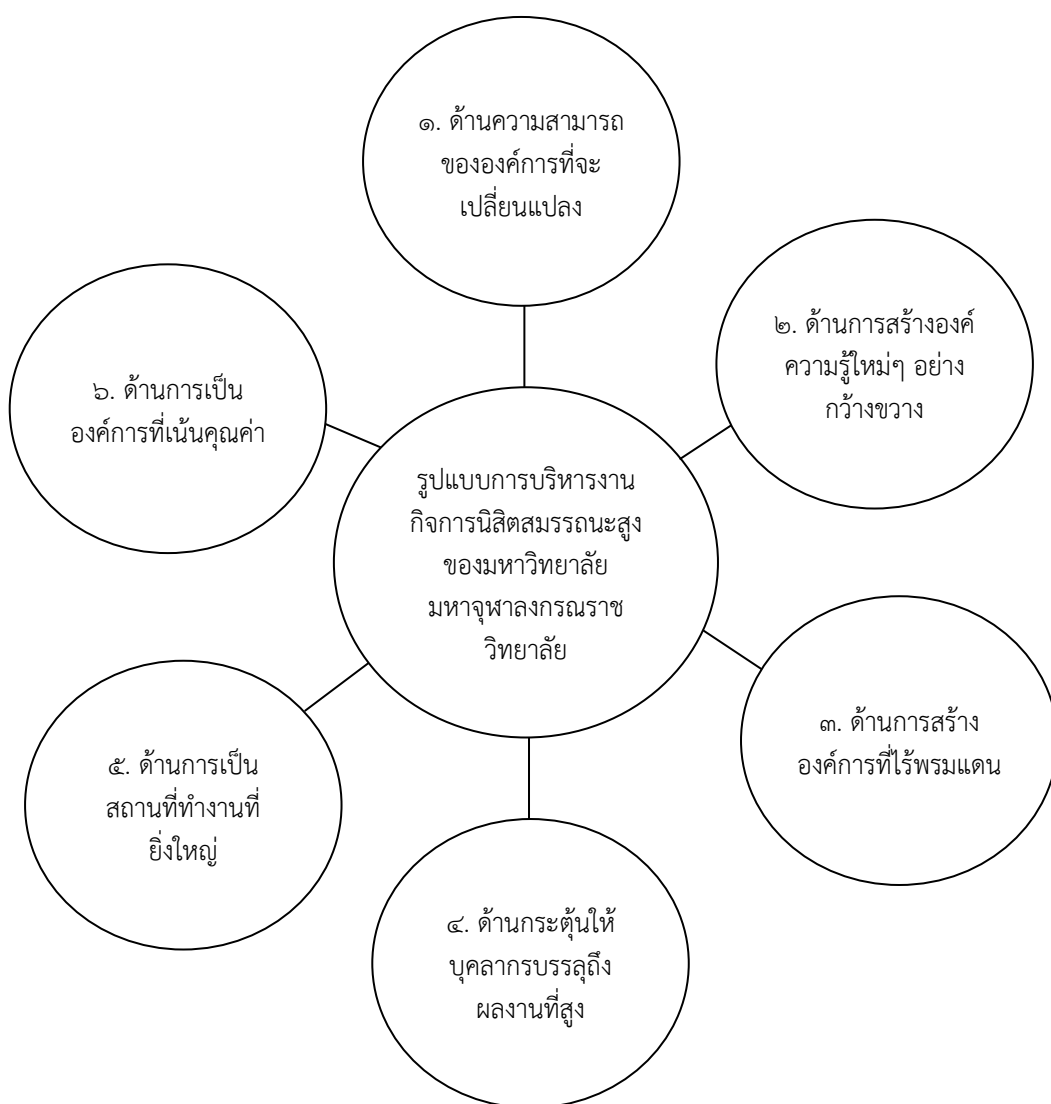 ๑. ด้านความสามารถ
ขององค์การที่จะ
เปลี่ยนแปลง
๒. ด้านการสร้างองค์
ความรู้ใหม่ๆ อย่าง
กว้างขวาง
๓. ด้านการสร้าง
องค์การที่ไร้พรมแดน
๔. ด้านกระตุ้นให้
บุคลากรบรรลุถึง
ผลงานที่สูง
๕. ด้านการเป็น
สถานที่ทำงานที่
ยิ่งใหญ่
๖. ด้านการเป็น
องค์การที่เน้นคุณค่า
รูปแบบการบริหารงาน
กิจการนิสิตสมรรถนะสูง
ของมหาวิทยาลัย
มหาจุฬาลงกรณราช
วิทยาลัย